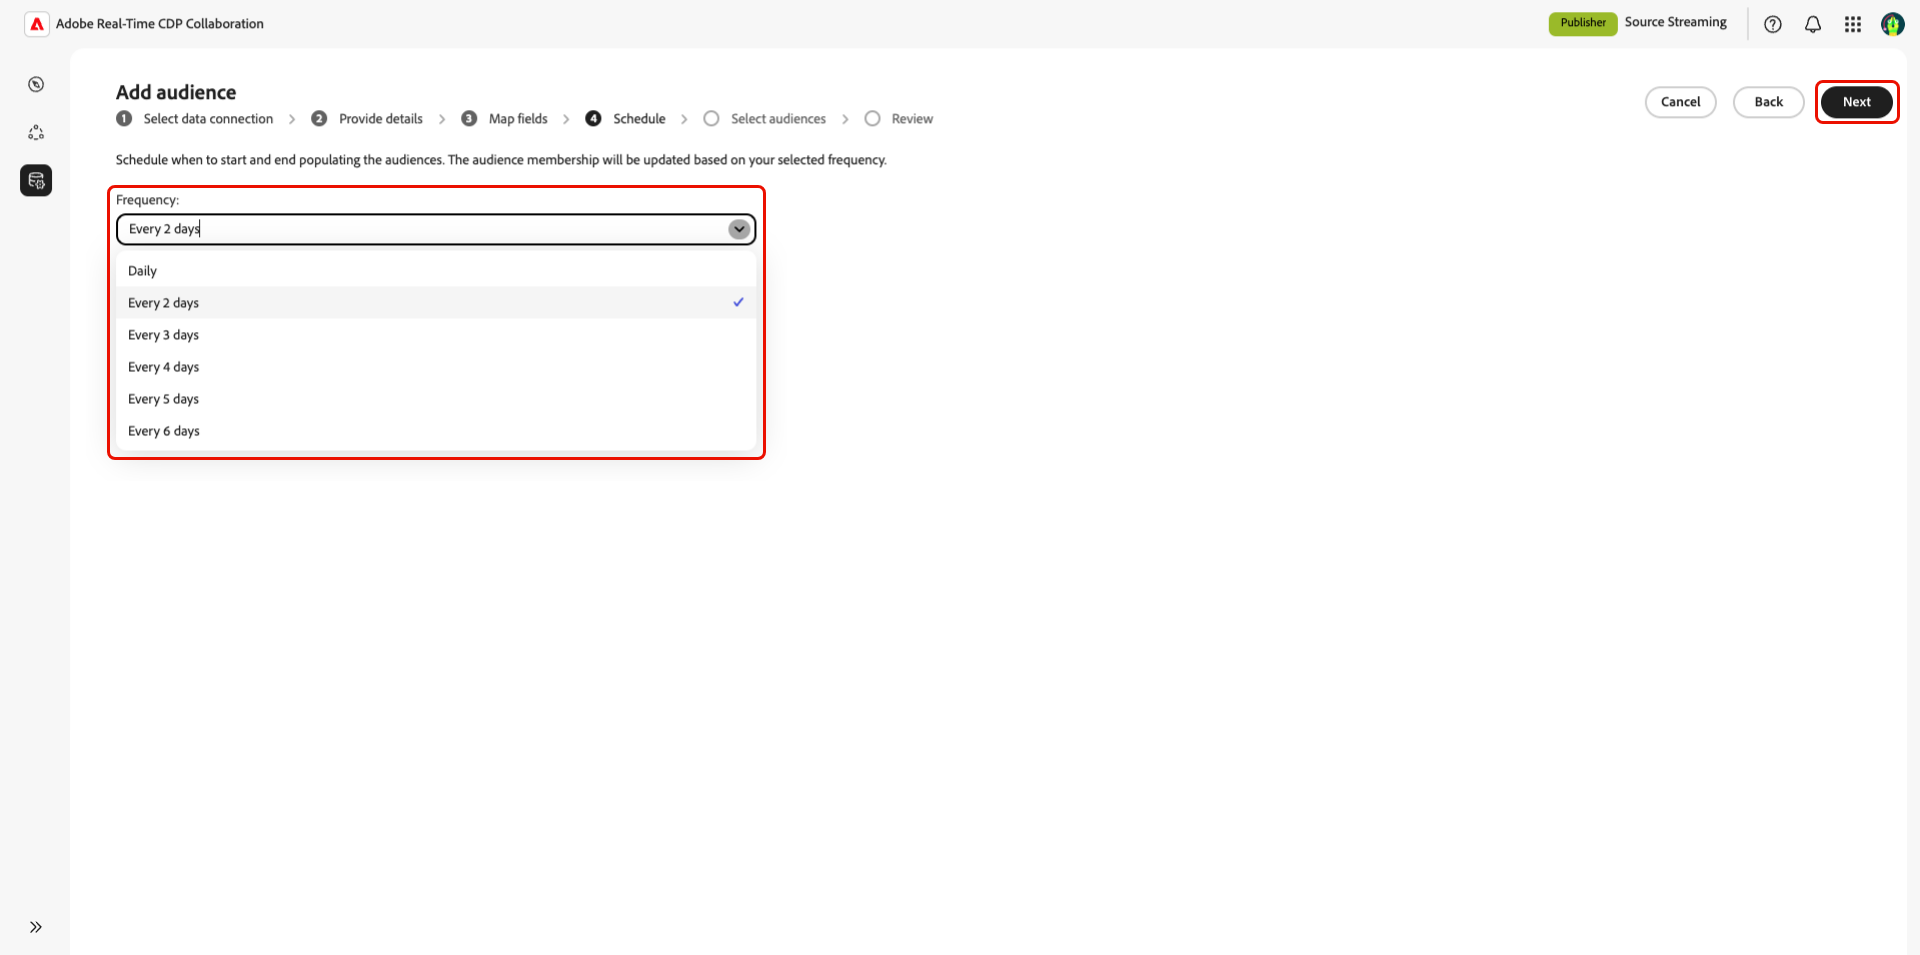 Adobe Real-Time CDP Collaboration
Publisher Source Streaming
Add audience
Cancel Back Next
1 Select data connection 2 Provide details 3 Map fields 4 Schedule Select audiences Review
Schedule when to start and end populating the audiences. The audience membership will be updated based on your selected frequency.
Frequency:
Every 2 days
Daily
Every 2 days
Every 3 days
Every 4 days
Every 5 days
Every 6 days